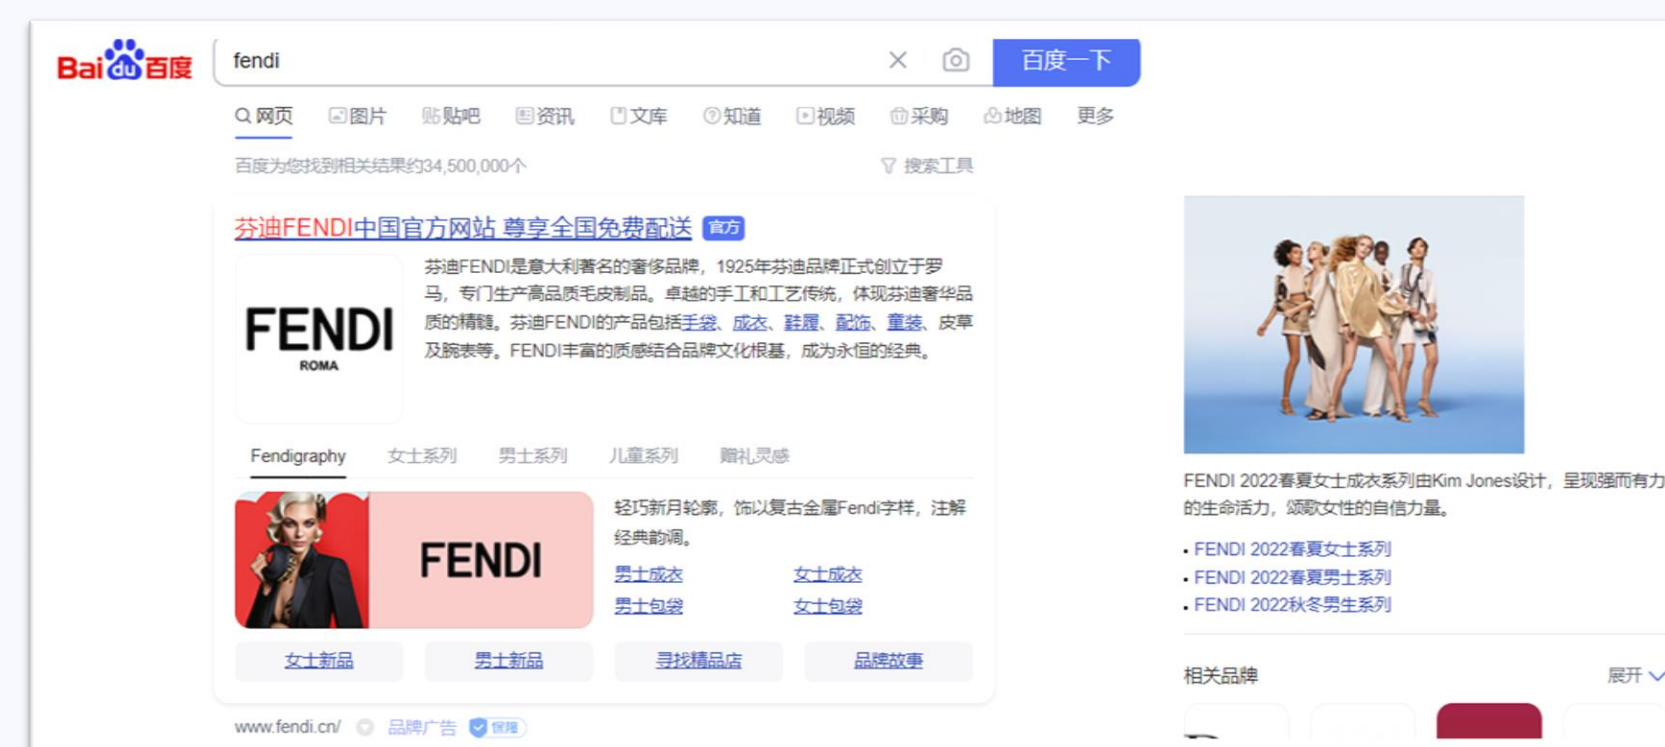 Bai du 百度
fendi
百度一下
网页 图片 贴吧 资讯 文库 知道 视频 采购 地图 更多
百度为您找到相关结果约34,500,000个
搜索工具
芬迪FENDI中国官方网站 尊享全国免费配送 官方
FENDI
ROMA
芬迪FENDI是意大利著名的奢侈品牌，1925年芬迪品牌正式创立于罗
马，专门生产高品质毛皮制品。卓越的手工和工艺传统，体现芬迪奢华品
质的精髓。芬迪FENDI的产品包括手袋、成衣、鞋履、配饰、童装、皮草
及腕表等。FENDI丰富的质感结合品牌文化根基，成为永恒的经典。
Fendigraphy 女士系列 男士系列 儿童系列 赠礼灵感
FENDI
轻巧新月轮廓，饰以复古金属Fendi字样，注解
经典韵调。
男士成衣 女士成衣
男士包袋 女士包袋
女士新品 男士新品 寻找精品店 品牌故事
www.fendi.cn/ 品牌广告 保障
FENDI 2022春夏女士成衣系列由Kim Jones设计，呈现强而有力
的生命活力，颂歌女性的自信力量。
FENDI 2022春夏女士系列
FENDI 2022春夏男士系列
FENDI 2022秋冬男生系列
相关品牌 展开